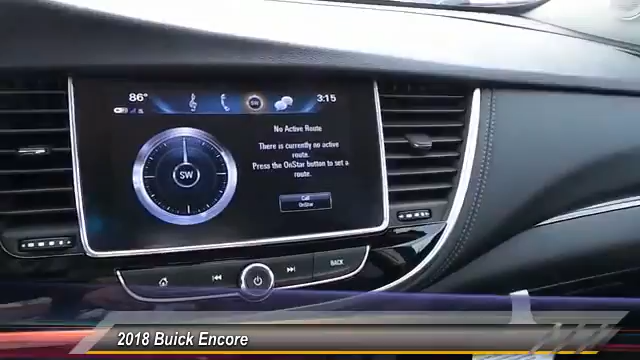 86°
SW
3:15
No Active Route
There is currently no active
route.
Press the OnStar button to set a
route.
SW
Call
OnStar
BACK
2018 Buick Encore